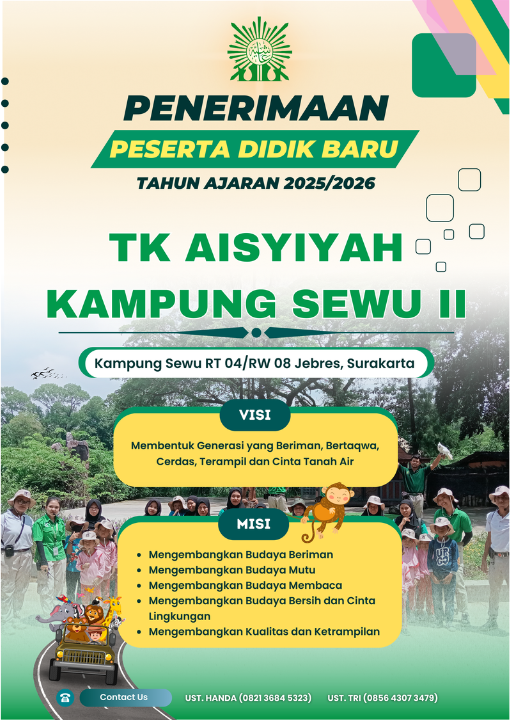 PENERIMAAN
PESERTA DIDIK BARU
TAHUN AJARAN 2025/2026
TK AISYIYAH
KAMPUNG SEWU II
Kampung Sewu RT 04/RW 08 Jebres, Surakarta
VISI
Membentuk Generasi yang Beriman, Bertaqwa,
Cerdas, Terampil dan Cinta Tanah Air
MISI
• Mengembangkan Budaya Beriman
• Mengembangkan Budaya Mutu
• Mengembangkan Budaya Membaca
• Mengembangkan Budaya Bersih dan Cinta
Lingkungan
• Mengembangkan Kualitas dan Ketrampilan
Contact Us
UST. HANDA (0821 3684 5323) UST. TRI (0856 4307 3479)